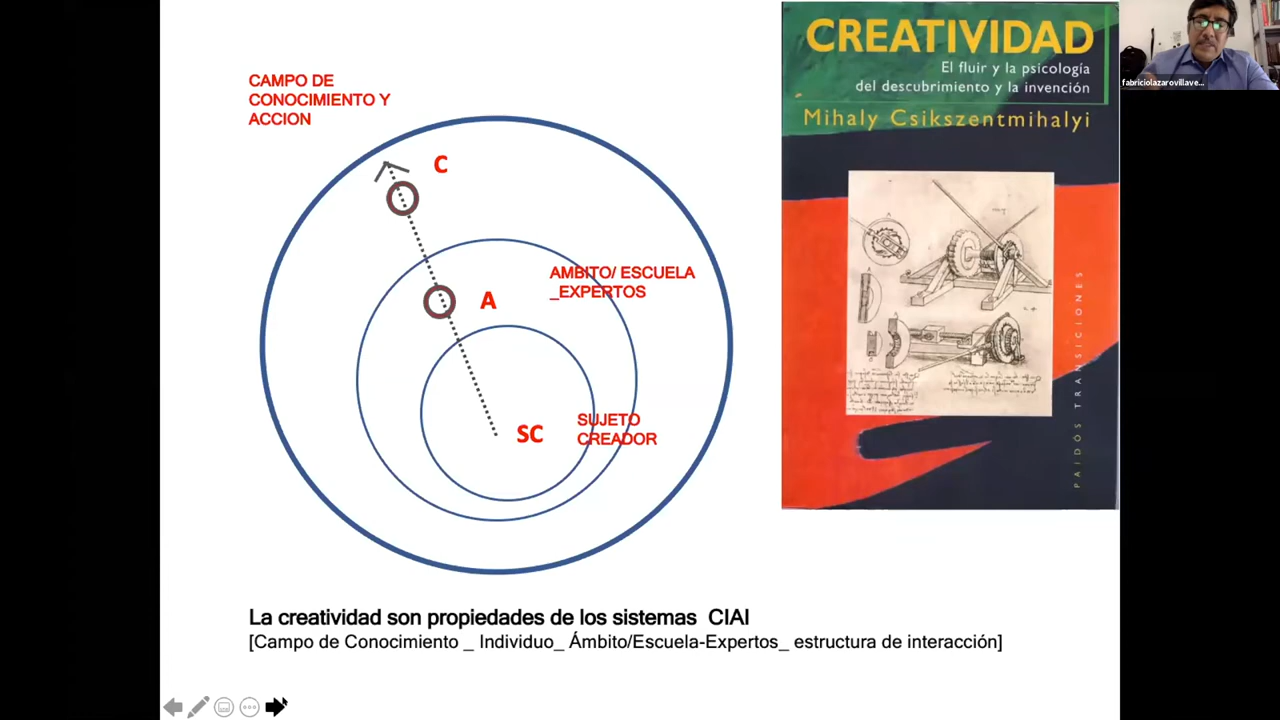 CREATIVIDAD
El fluir y la psicología
del descubrimiento y la invención
Mihaly Csikszentmihalyi
PAIDÓS TRANSICIONES
fabriciolazarovillave...
CAMPO DE
CONOCIMIENTO Y
ACCION
C
AMBITO/ ESCUELA
_EXPERTOS
A
SUJETO
CREADOR
SC
La creatividad son propiedades de los sistemas CIAI
[Campo de Conocimiento _ Individuo_ Ámbito/Escuela-Expertos_ estructura de interacción]